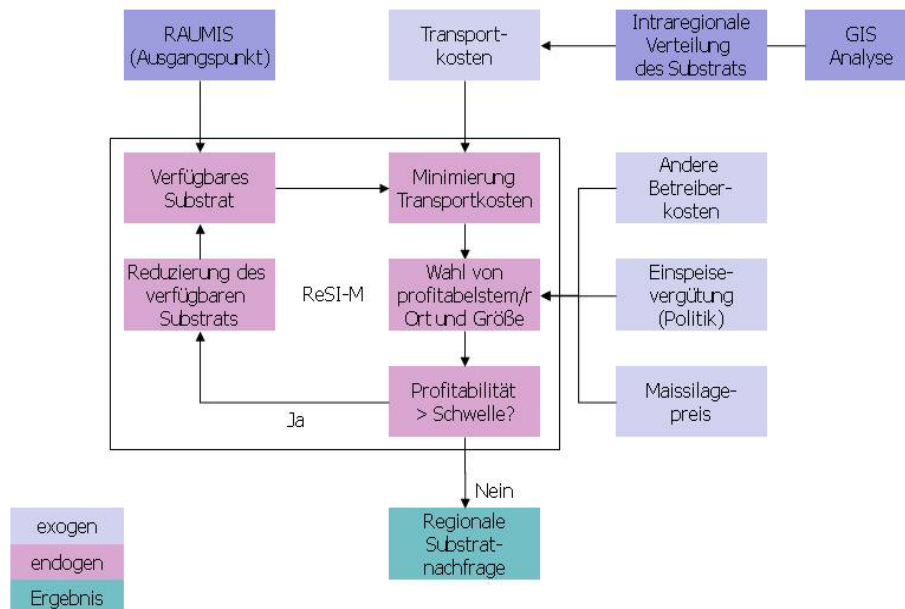 RAUMIS
(Ausgangspunkt)
Transport-
kosten
Intraregionale
Verteilung
des Substrats
GIS
Analyse
Verfügbares
Substrat
Minimierung
Transportkosten
Andere
Betreiber-
kosten
Reduzierung des
verfügbaren
Substrats
ReSI-M
Wahl von
profitabelstem/r
Ort und Größe
Einspeise-
vergütung
(Politik)
Profitabilität
> Schwelle?
Maissilage-
preis
Ja
Nein
Regionale
Substrat-
nachfrage
exogen
endogen
Ergebnis